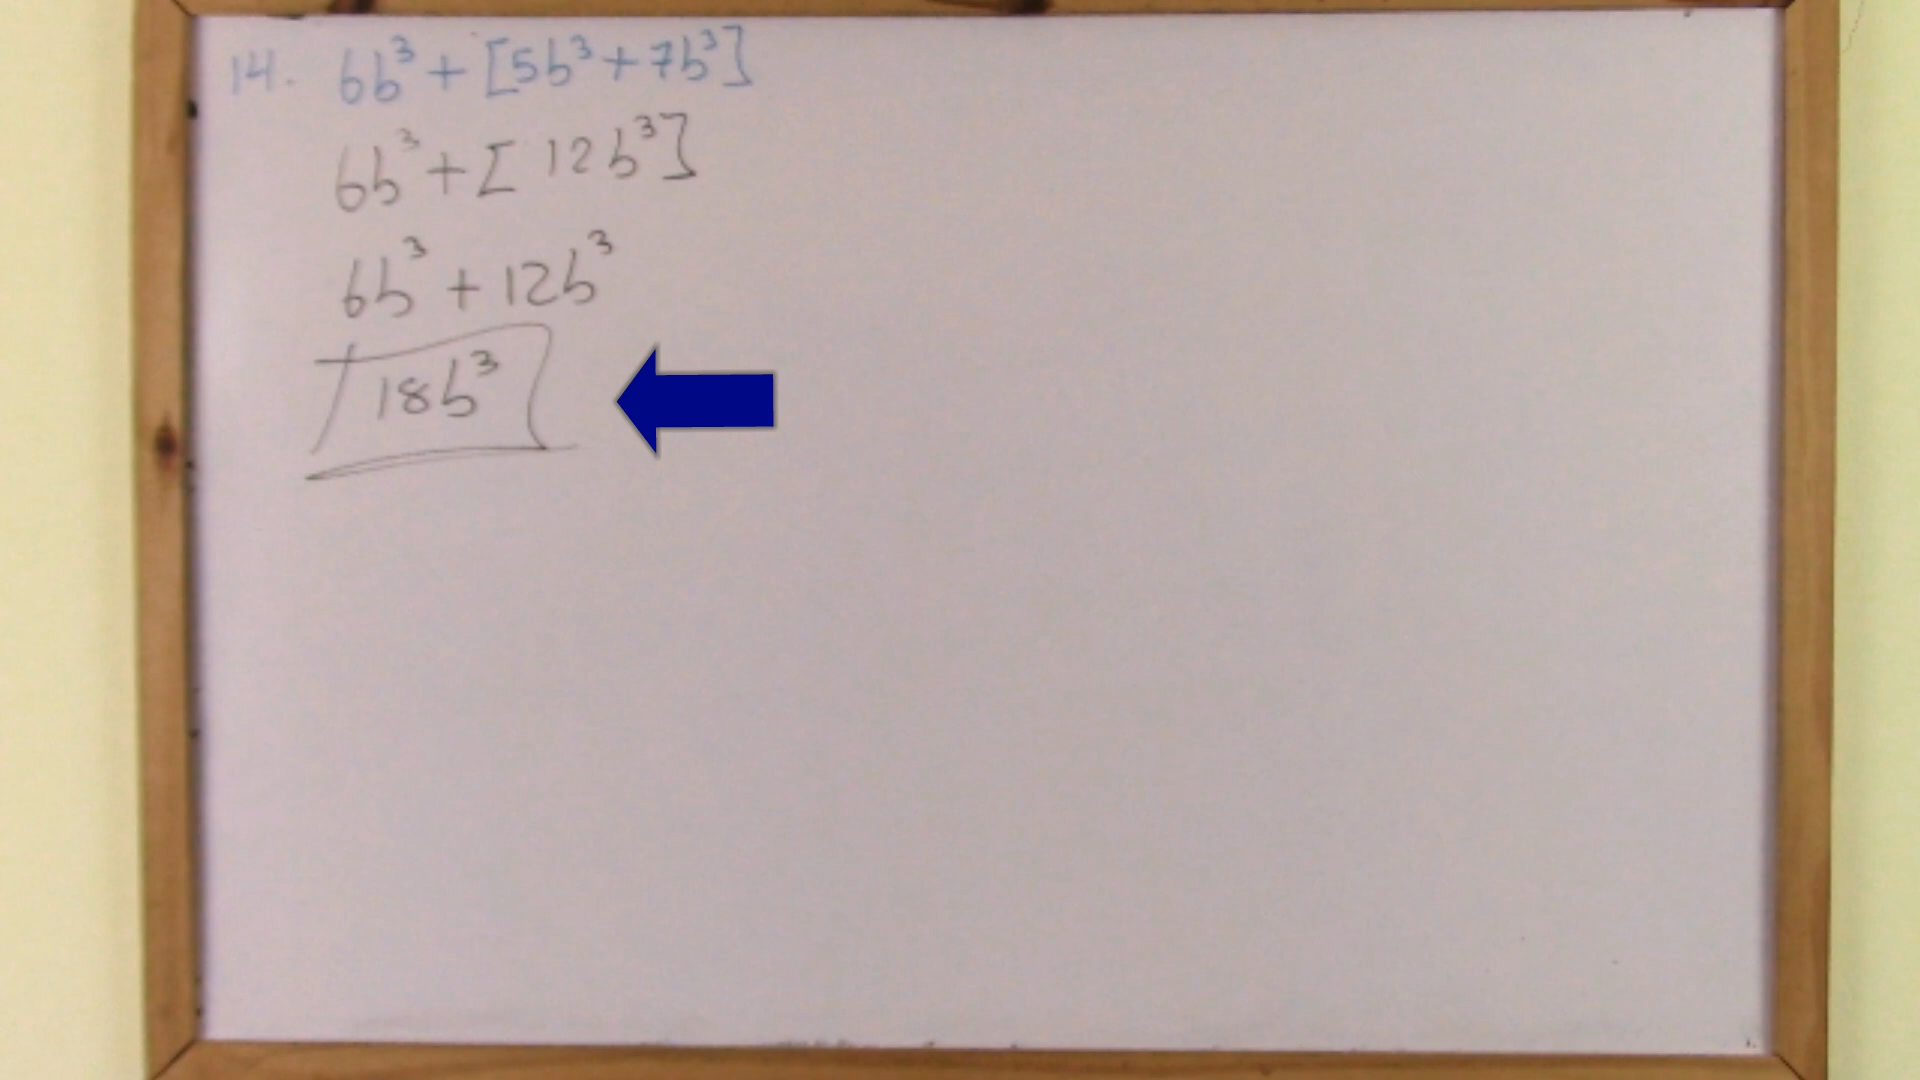 14. 6b³ + [5b³ + 7b³]
6b³ + [12b³]
6b³ + 12b³
18b³